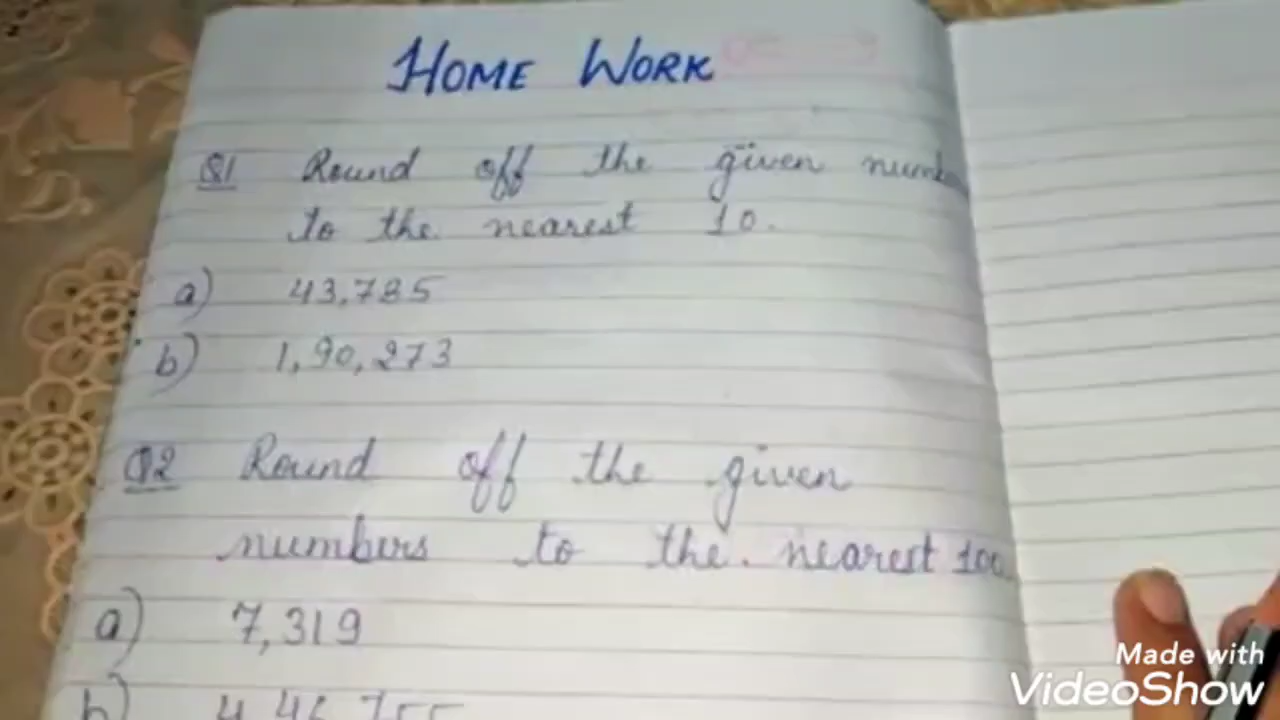 HOME WORK
Q1 Round off the given
to the nearest 10.
a) 43,785
b) 1,90,273
Q2 Round off the given
numbers to the. nearest 100.
a) 7,319
b)
Made with
VideoShow